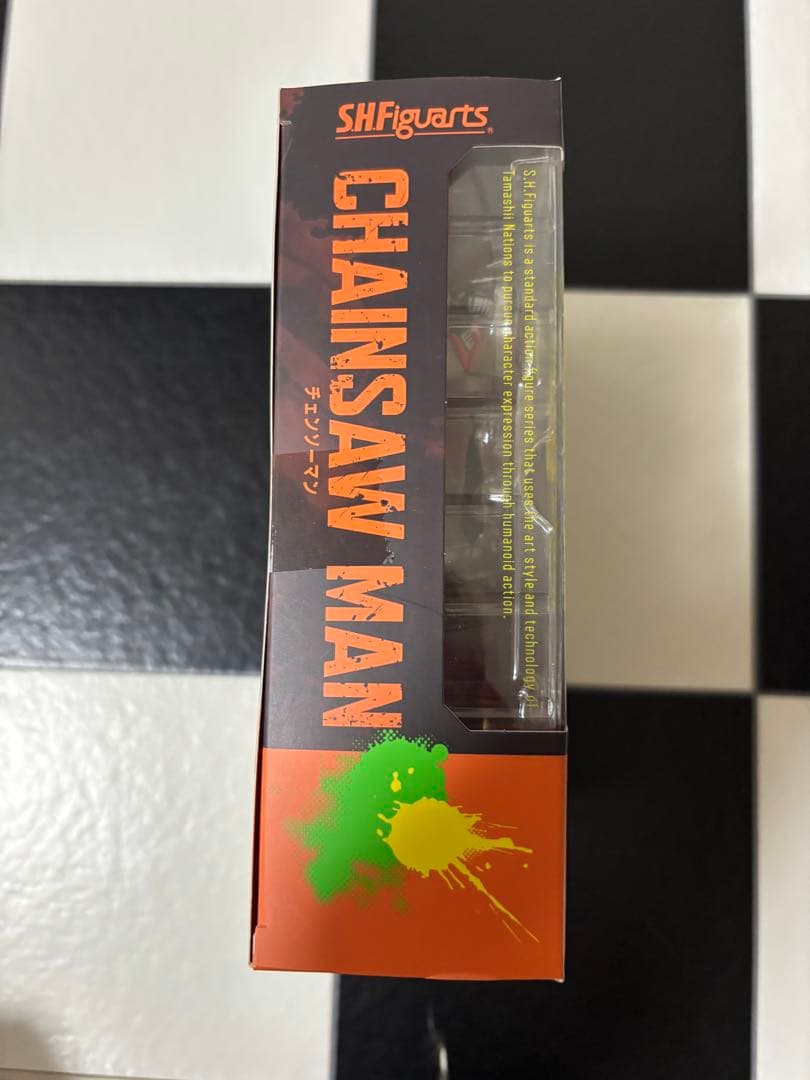 S.H.Figuarts®
CHAINSAW MAN
チェンソーマン
S.H.Figuarts is a standard action figure series that uses the art style and technology of
Tamashii Nations to pursue character expression through humanoid action.